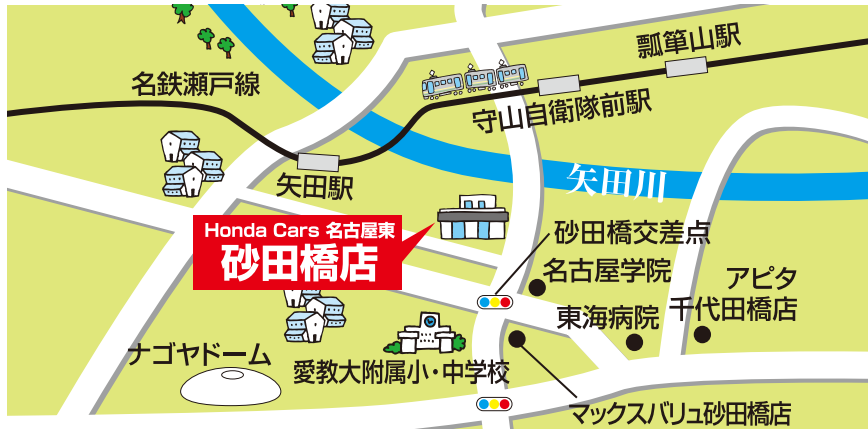 瓢箪山駅
名鉄瀬戸線
守山自衛隊前駅
矢田駅
矢田川
Honda Cars 名古屋東
砂田橋店
砂田橋交差点
名古屋学院
アピタ
千代田橋店
東海病院
ナゴヤドーム
愛教大附属小・中学校
マックスバリュ砂田橋店